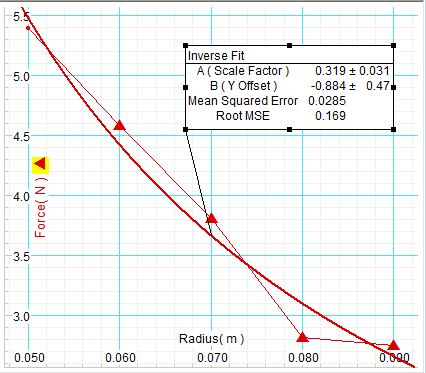 5.5
Inverse Fit
A ( Scale Factor ) 0.319 ± 0.031
B ( Y Offset ) -0.884 ± 0.47
Mean Squared Error 0.0285
Root MSE 0.169
5.0
4.5
4.0
Force( N )
3.5
3.0
Radius( m )
0.050 0.060 0.070 0.080 0.090